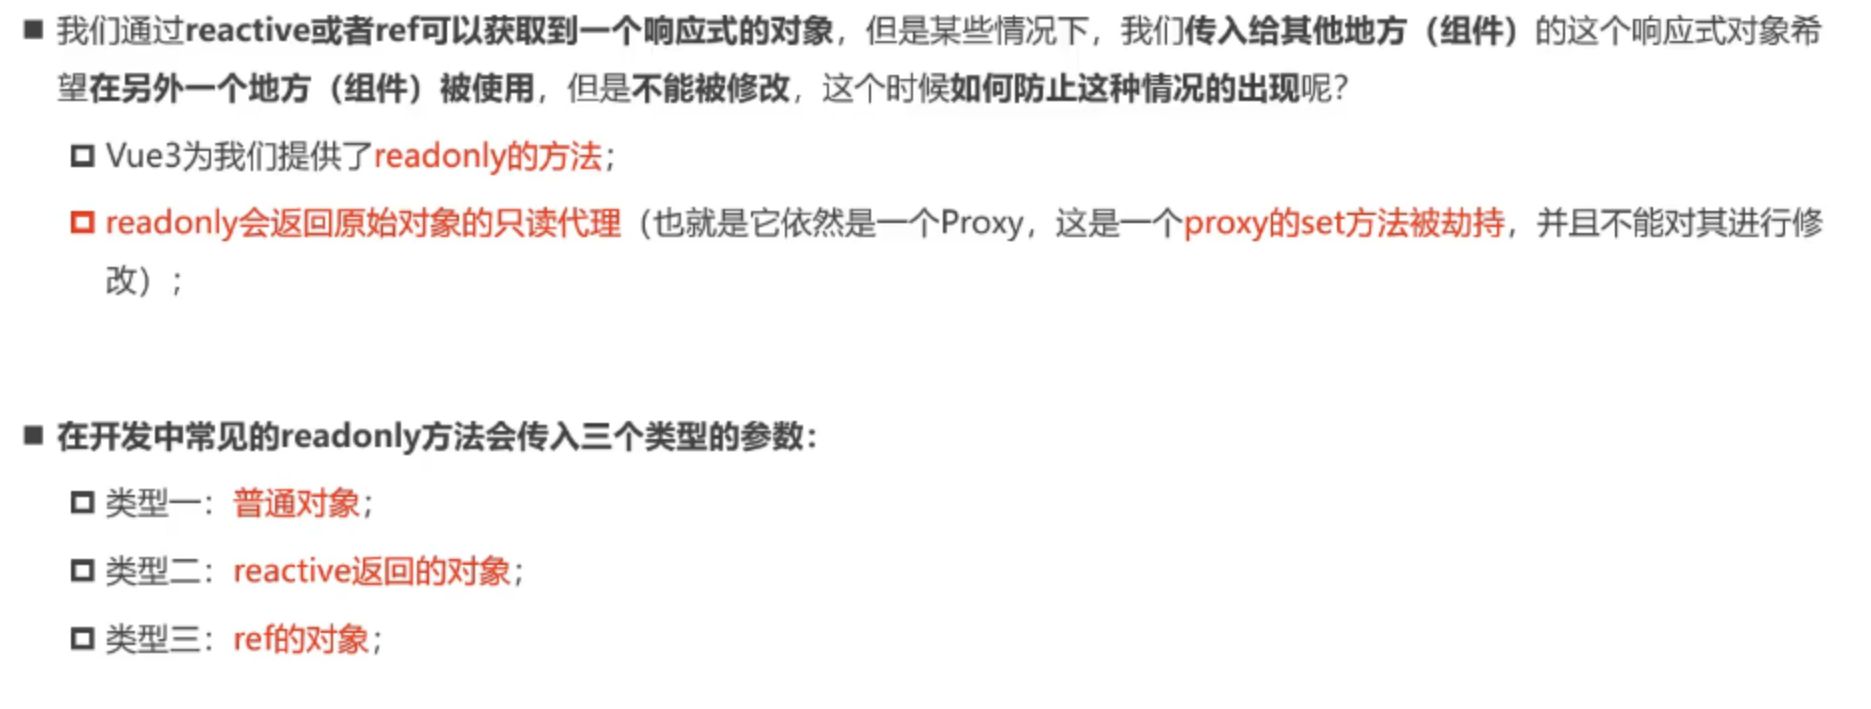 我们通过reactive或者ref可以获取到一个响应式的对象，但是某些情况下，我们传入给其他地方（组件）的这个响应式对象希
望在另外一个地方（组件）被使用，但是不能被修改，这个时候如何防止这种情况的出现呢？
Vue3为我们提供了readonly的方法；
readonly会返回原始对象的只读代理（也就是它依然是一个Proxy，这是一个proxy的set方法被劫持，并且不能对其进行修
改）；
在开发中常见的readonly方法会传入三个类型的参数：
类型一：普通对象；
类型二：reactive返回的对象；
类型三：ref的对象；